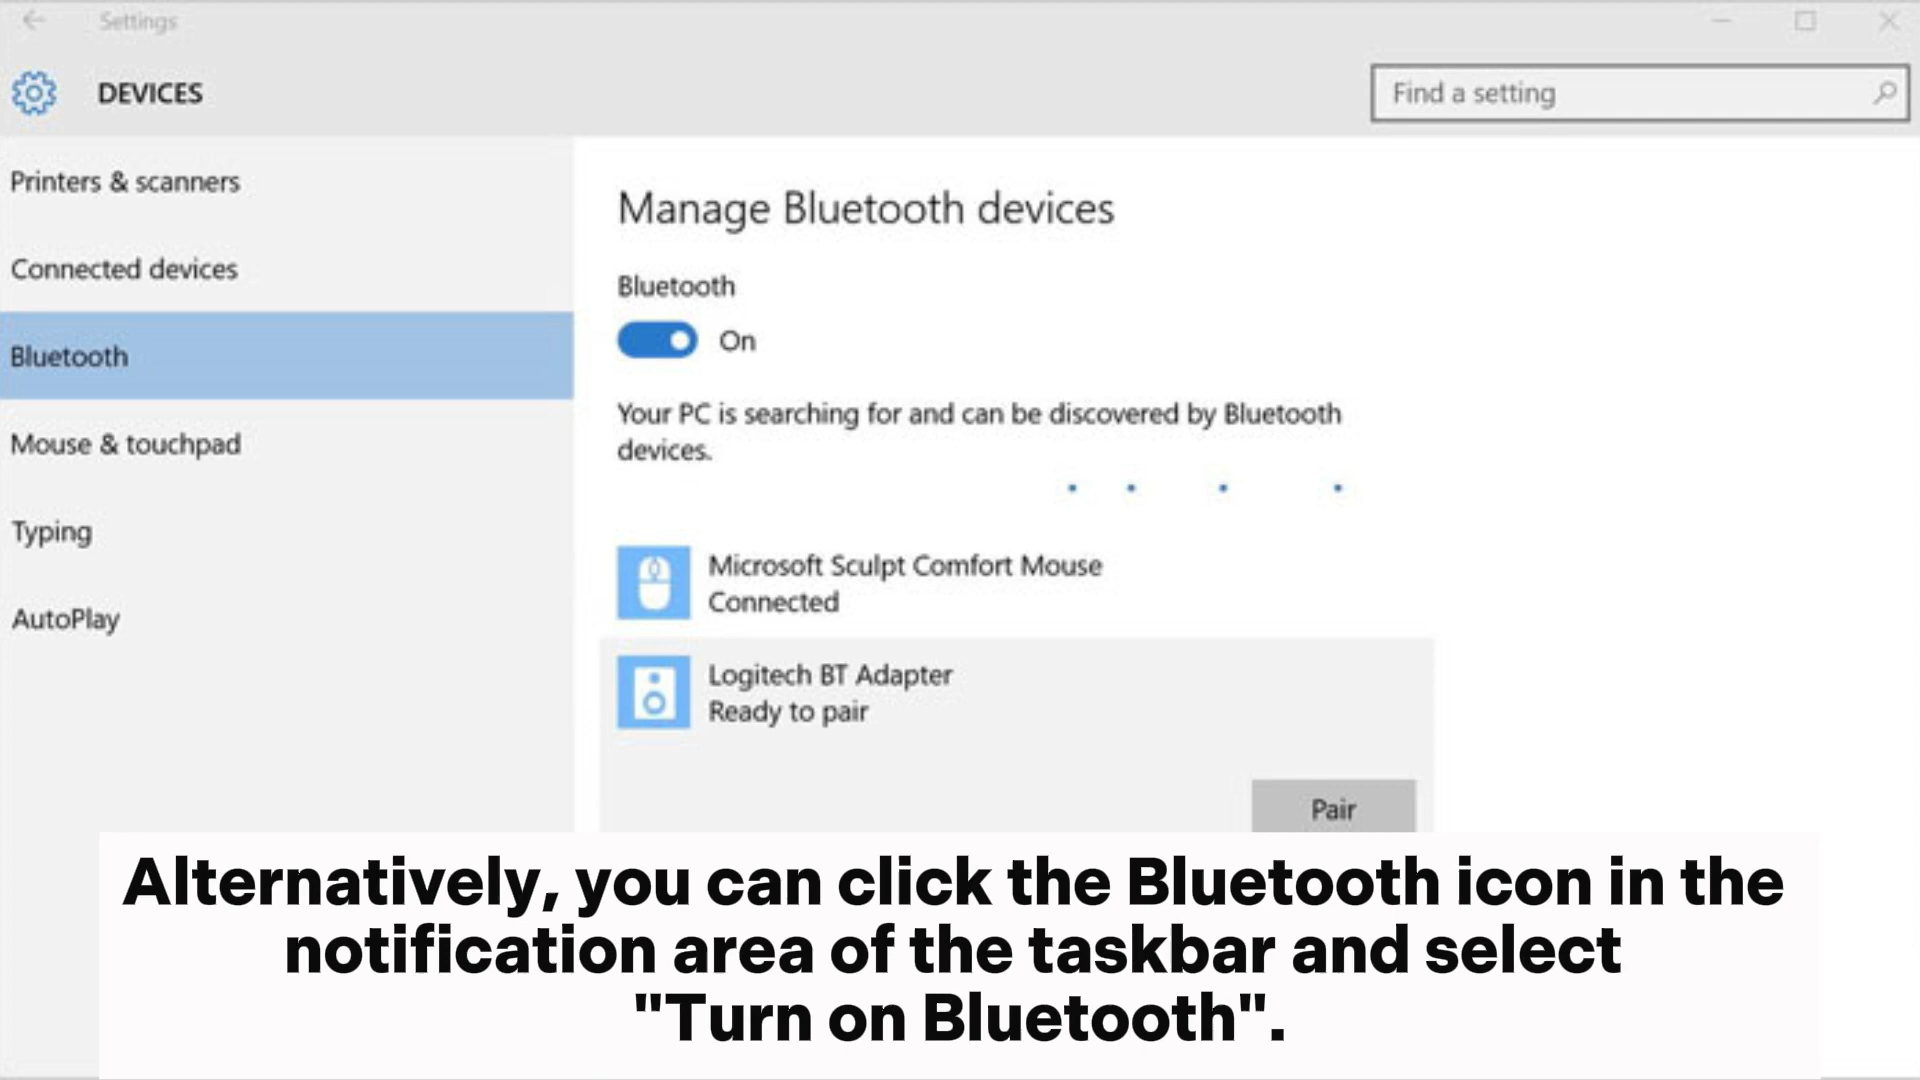 Settings
DEVICES
Find a setting
Printers & scanners
Connected devices
Bluetooth
Mouse & touchpad
Typing
AutoPlay
Manage Bluetooth devices
Bluetooth
On
Your PC is searching for and can be discovered by Bluetooth
devices.
Microsoft Sculpt Comfort Mouse
Connected
Logitech BT Adapter
Ready to pair
Pair
Alternatively, you can click the Bluetooth icon in the
notification area of the taskbar and select
"Turn on Bluetooth".